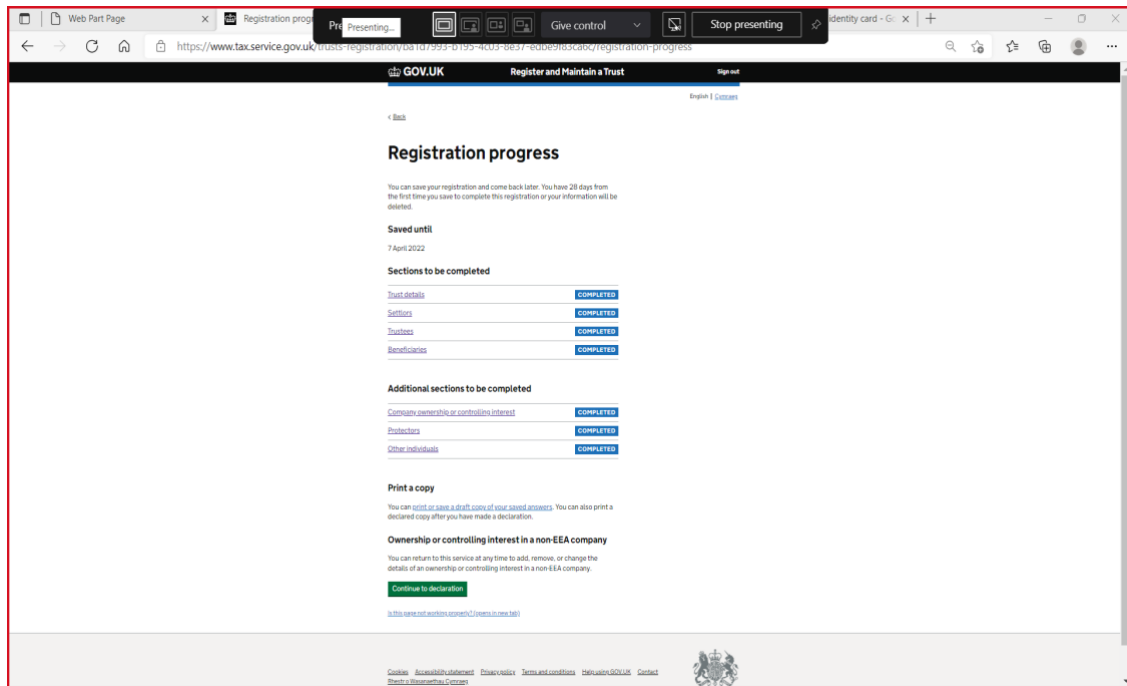 Web Part Page
Registration prog
Presenting...
Give control
Stop presenting
identity card - G
https://www.tax.service.gov.uk/trusts-registration/ba1d7993-b195-4c03-8e37-edbe9f83ca6c/registration-progress
GOV.UK Register and Maintain a Trust Sign out
English | Cymraeg
< Back
Registration progress
You can save your registration and come back later. You have 28 days from
the first time you save to complete this registration or your information will be
deleted.
Saved until
7 April 2022
Sections to be completed
Trust details COMPLETED
Settlors COMPLETED
Trustees COMPLETED
Beneficiaries COMPLETED
Additional sections to be completed
Company ownership or controlling interest COMPLETED
Protectors COMPLETED
Other individuals COMPLETED
Print a copy
You can print or save a draft copy of your saved answers. You can also print a
declared copy after you have made a declaration.
Ownership or controlling interest in a non-EEA company
You can return to this service at any time to add, remove, or change the
details of an ownership or controlling interest in a non-EEA company.
Continue to declaration
Is this page not working properly? (opens in new tab)
Cookies Accessibility statement Privacy policy Terms and conditions Help using GOV.UK Contact
Rhestr o Wasanaethau Cymraeg